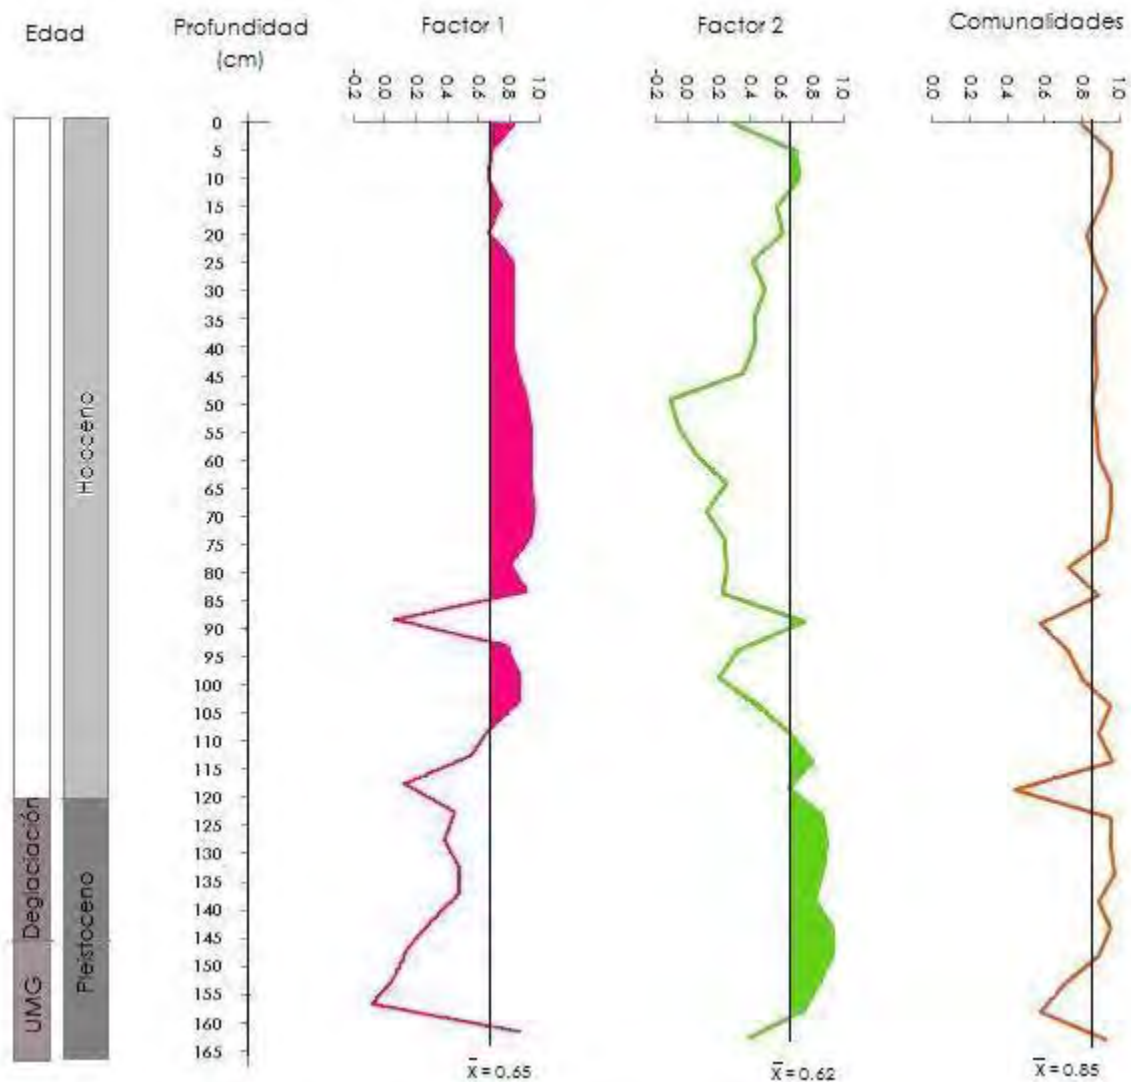 Edad
Profundidad
(cm)
Factor 1
Factor 2
Comunalidades
-0.2 0.0 0.2 0.4 0.6 0.8 1.0
-0.2 0.0 0.2 0.4 0.6 0.8 1.0
0.0 0.2 0.4 0.6 0.8 1.0
0
5
10
15
20
25
30
35
40
45
50
55
60
65
70
75
80
85
90
95
100
105
110
115
120
125
130
135
140
145
150
155
160
165
Holoceno
Deglaciación
Pleistoceno
UMG
x̄ = 0.65
x̄ = 0.62
x̄ = 0.85